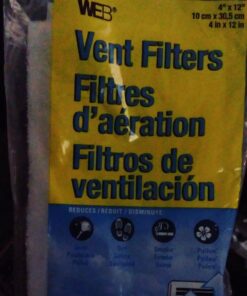 WEB®
4" x 12"
10 cm x 30,5 cm
4 in x 12 in
Vent Filters
Filtres
d'aération
Filtros de
ventilación
REDUCES / RÉDUIT / DISMINUYE: